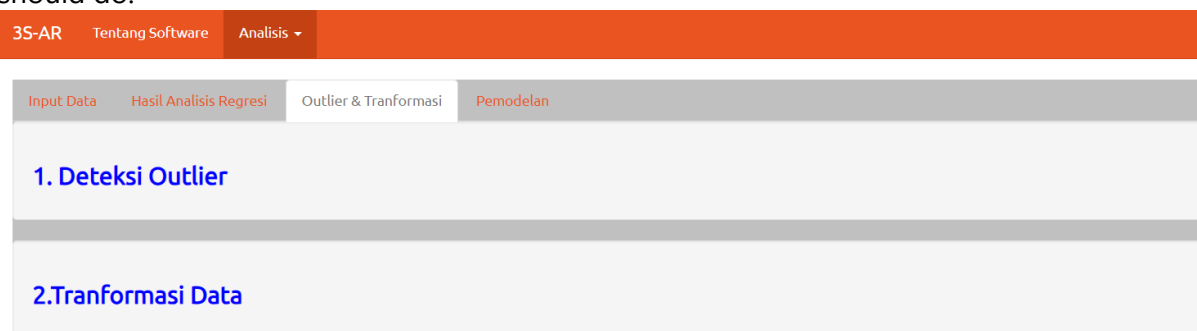 should do.
3S-AR Tentang Software Analisis
Input Data Hasil Analisis Regresi Outlier & Tranformasi Pemodelan
1. Deteksi Outlier
2.Tranformasi Data